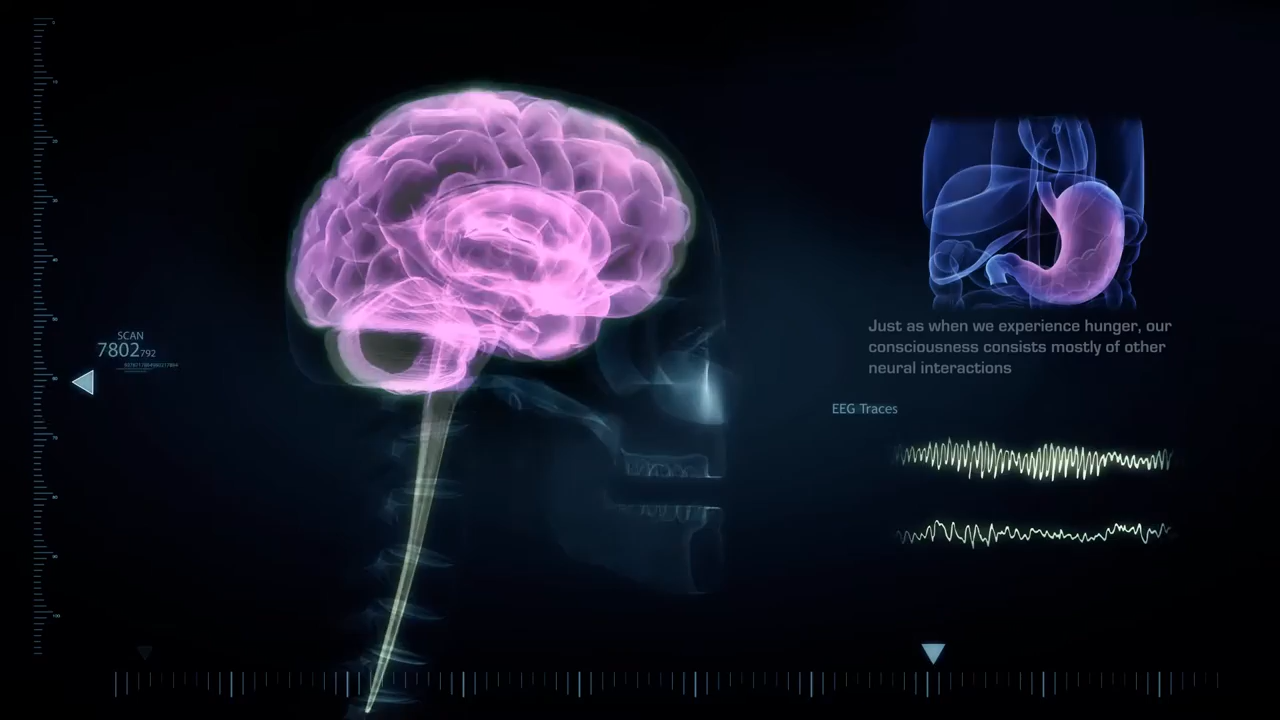 SCAN
7802792
Just as when we experience hunger, our
consciousness consists mostly of other
neural interactions
EEG Traces